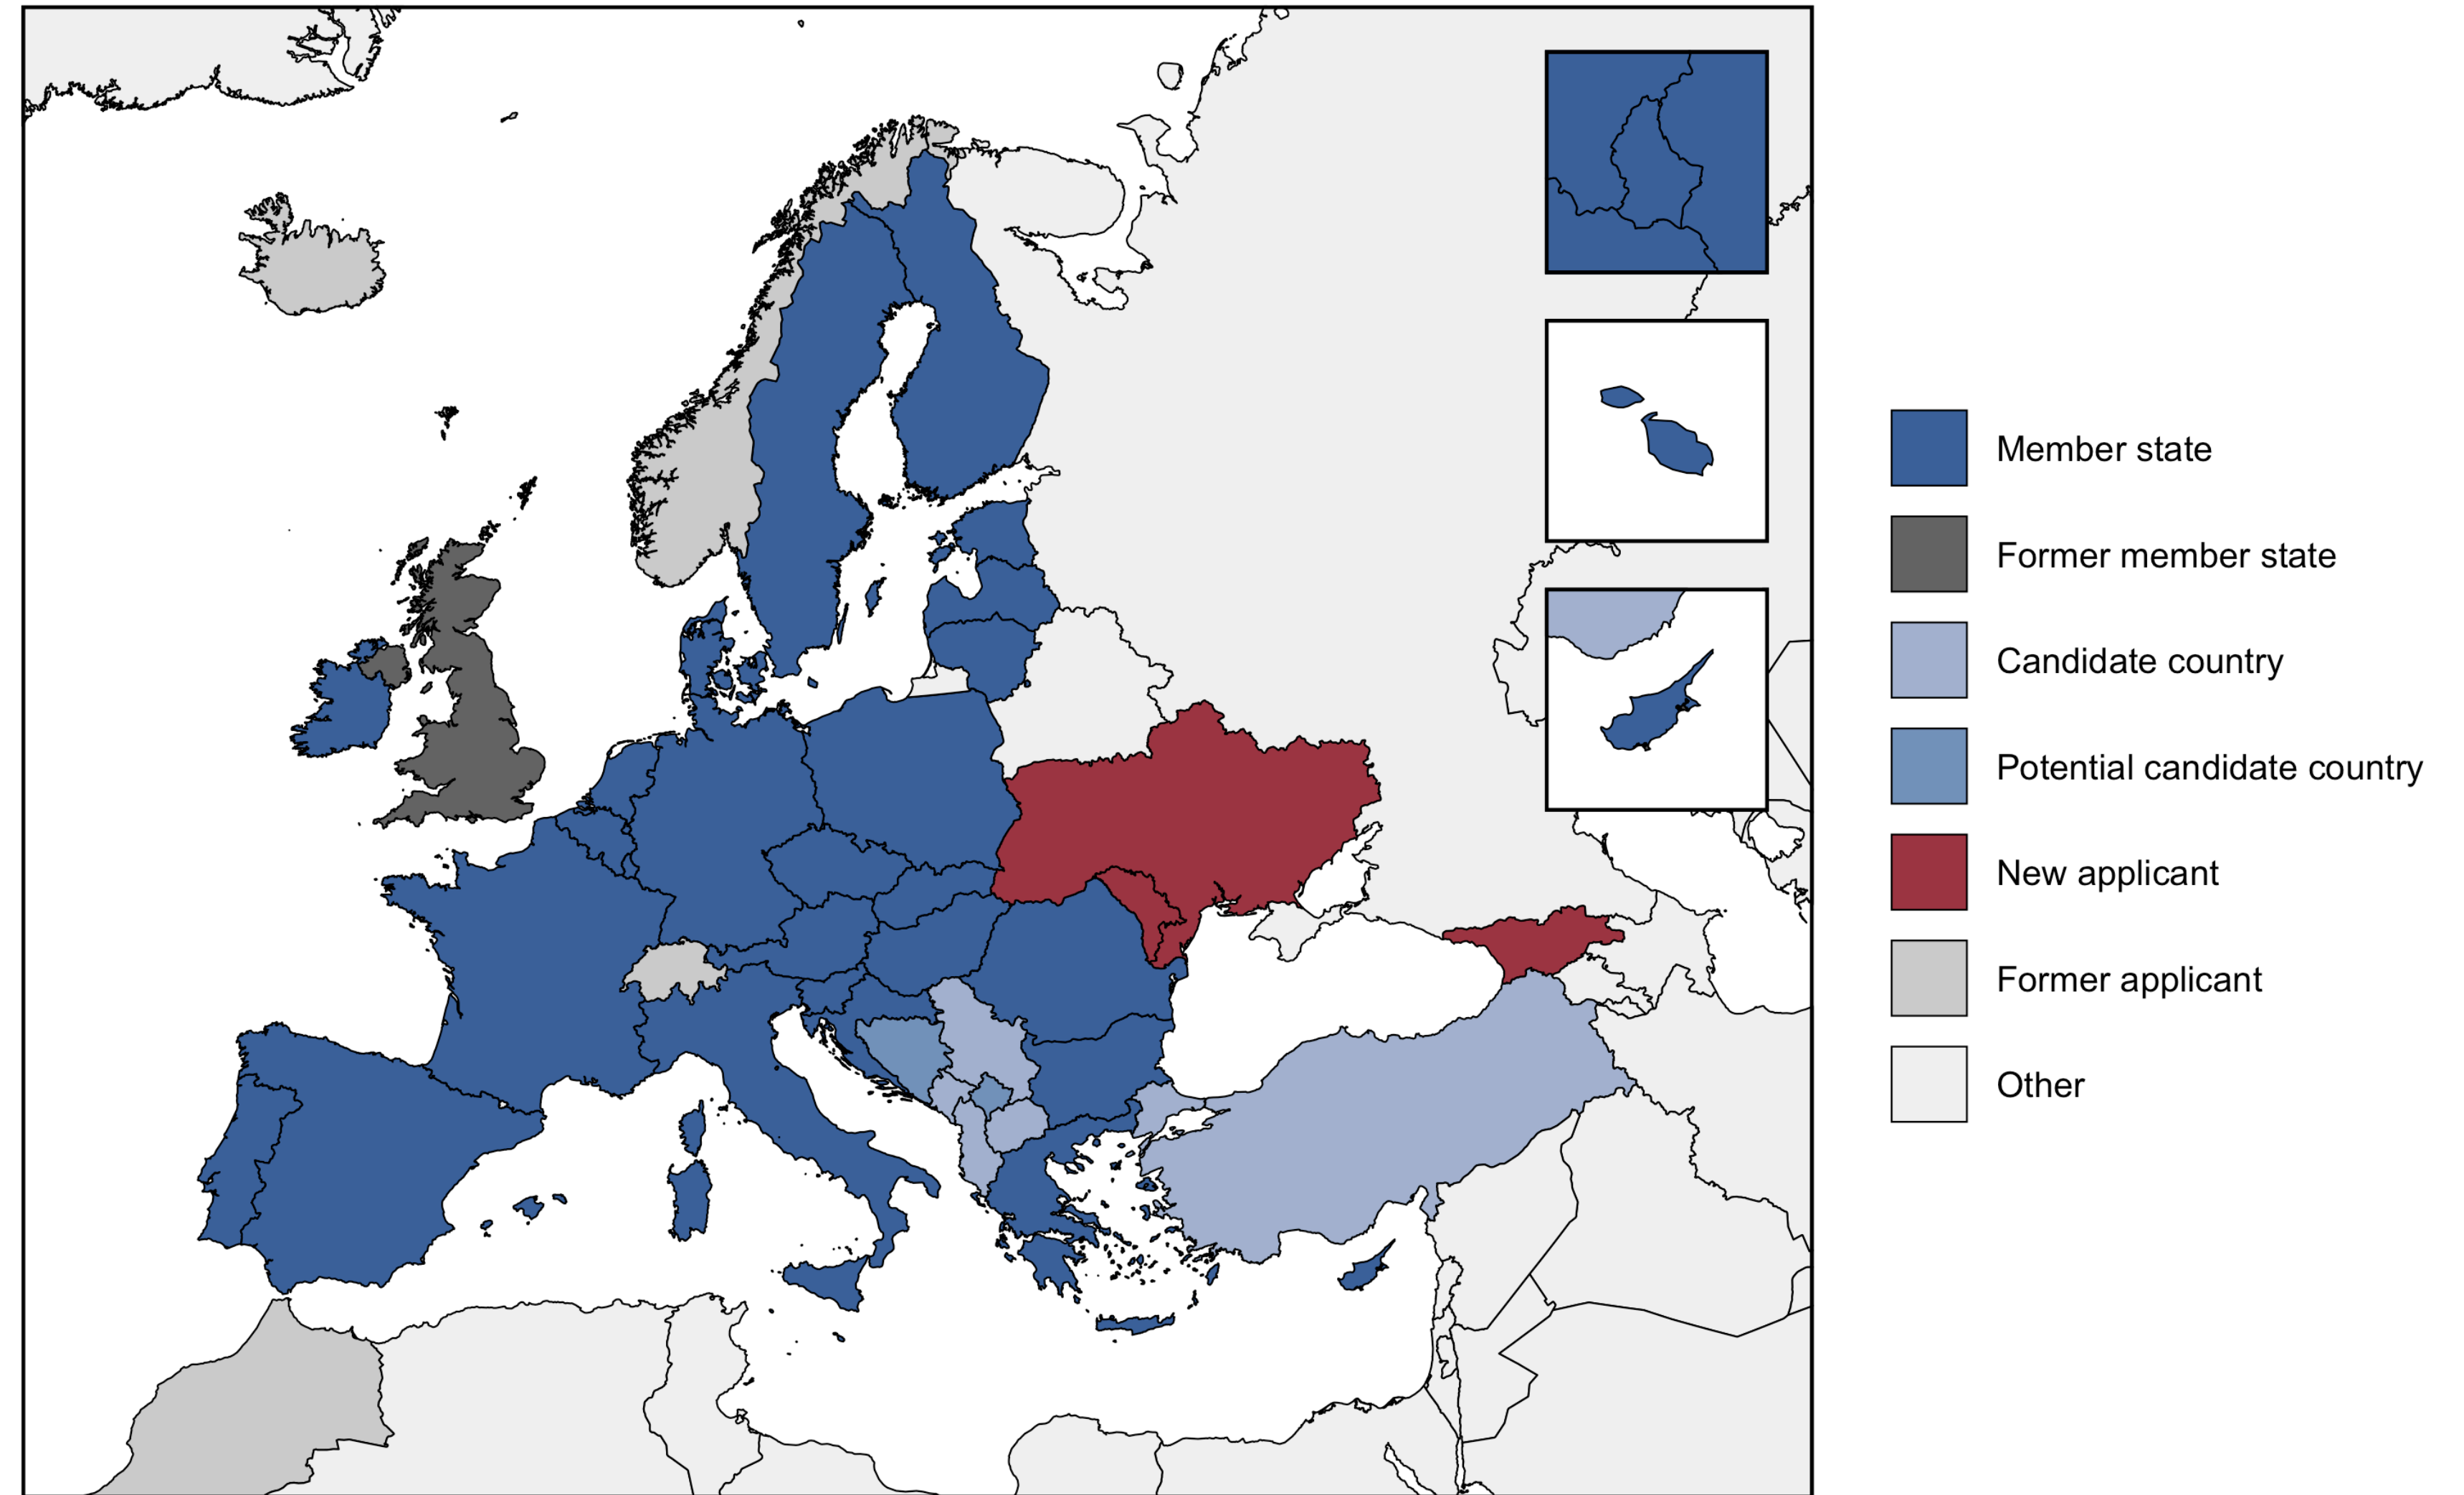 Member state
Former member state
Candidate country
Potential candidate country
New applicant
Former applicant
Other